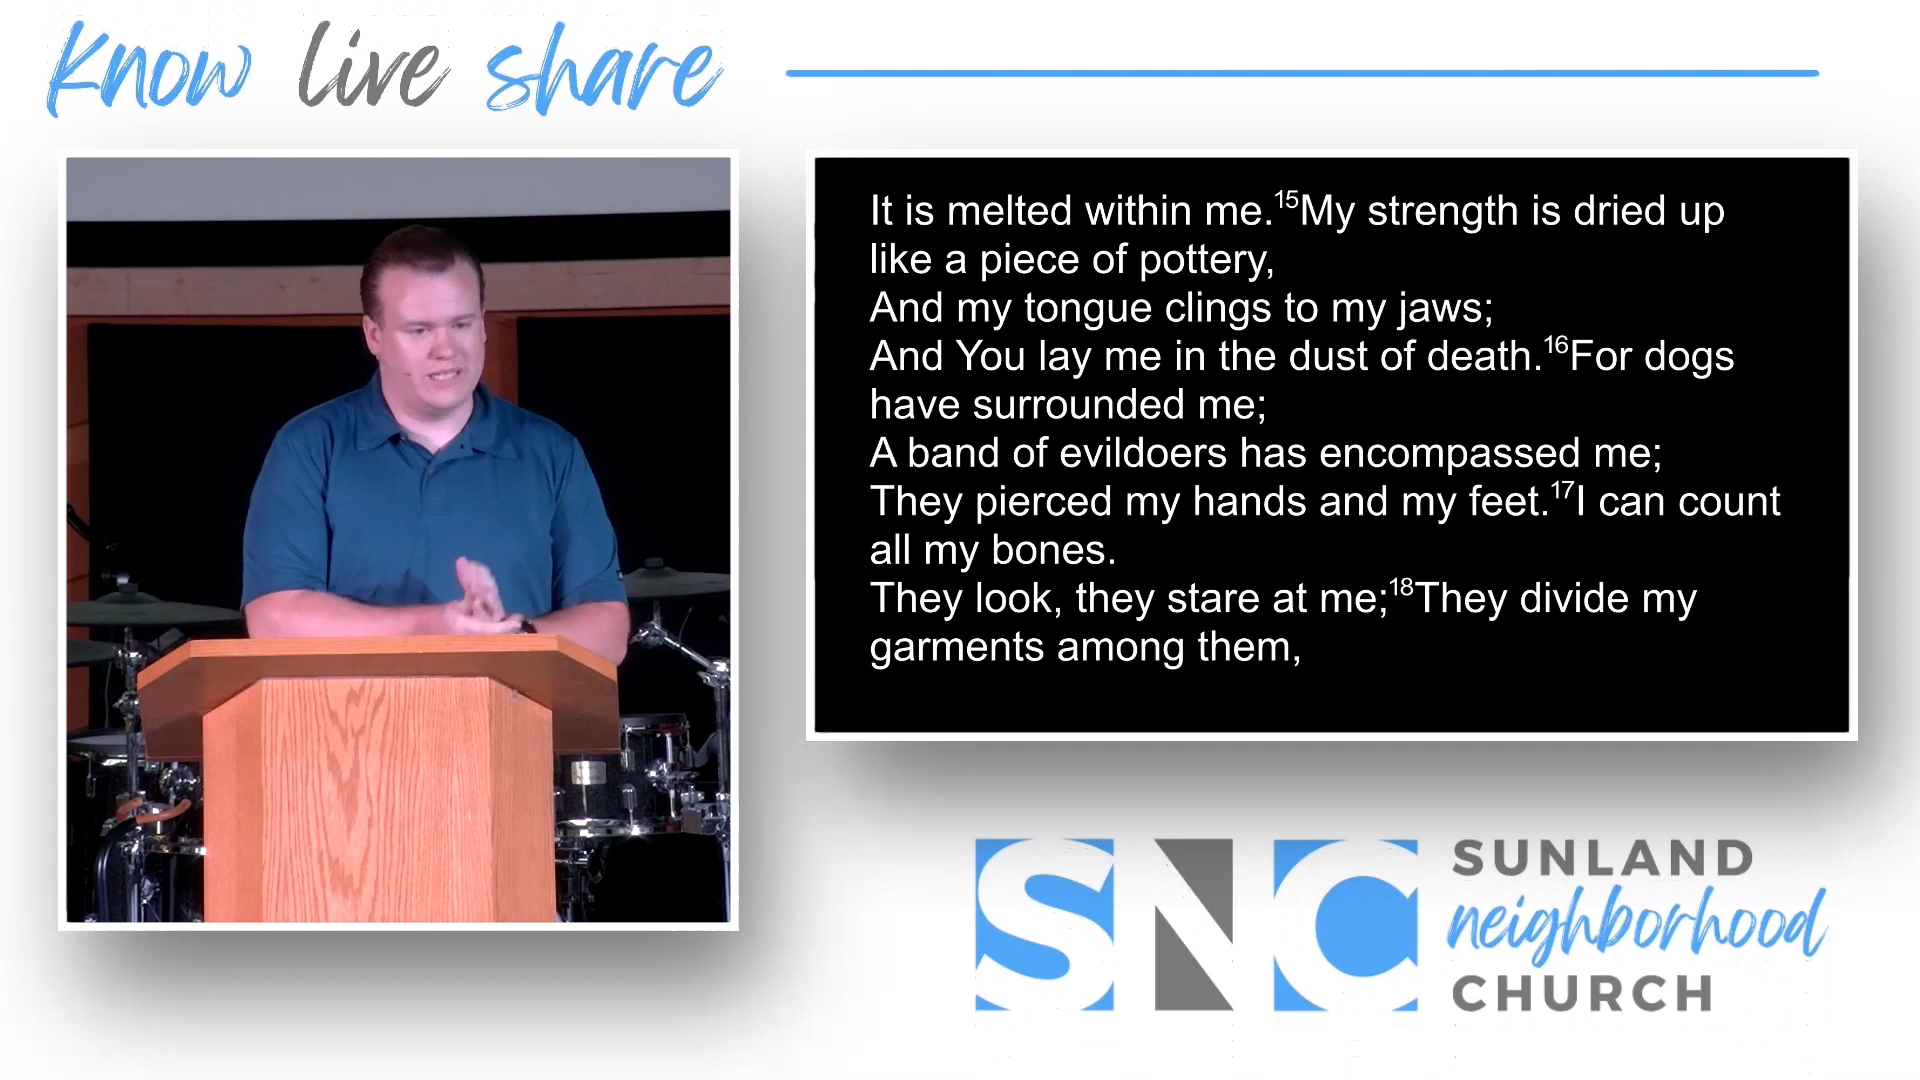 know live share
It is melted within me.¹⁵My strength is dried up
like a piece of pottery,
And my tongue clings to my jaws;
And You lay me in the dust of death.¹⁶For dogs
have surrounded me;
A band of evildoers has encompassed me;
They pierced my hands and my feet.¹⁷I can count
all my bones.
They look, they stare at me;¹⁸They divide my
garments among them,
SNC
SUNLAND
neighborhood
CHURCH